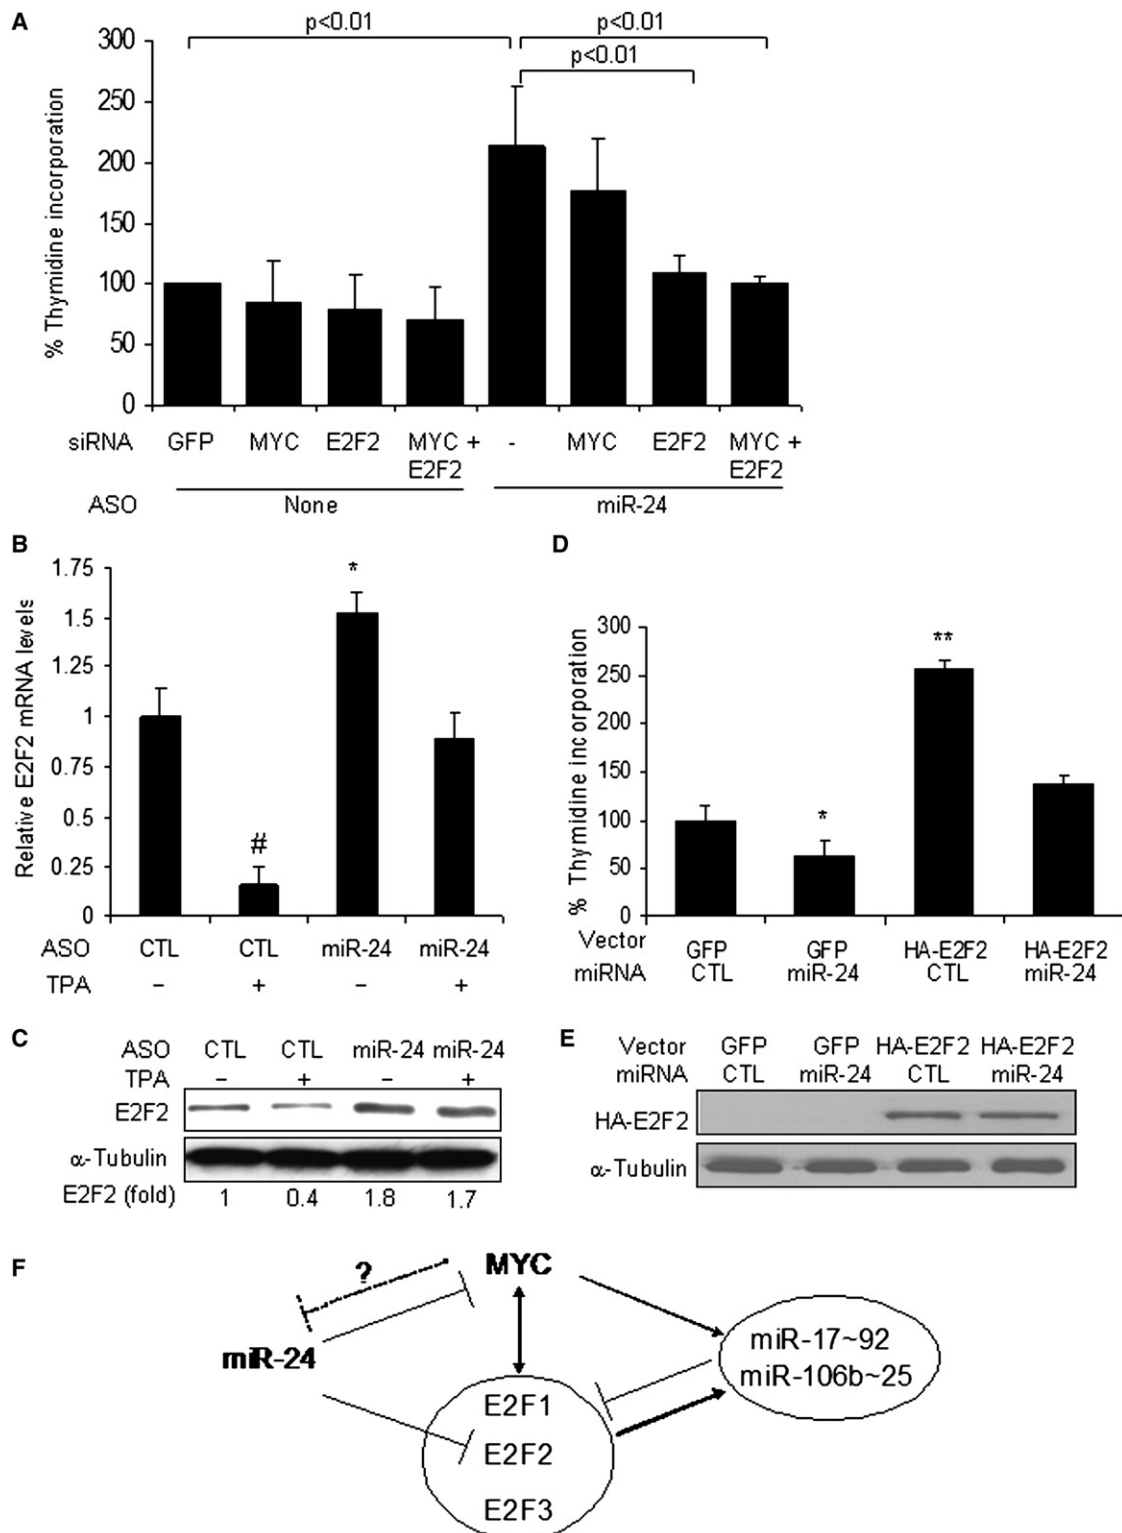 A
p<0.01 p<0.01
p<0.01
300
250
200
150
100
50
0
% Thymidine incorporation
siRNA GFP MYC E2F2 MYC + E2F2 - MYC E2F2 MYC + E2F2
ASO None miR-24
B
1.75
1.5
1.25
1
0.75
0.5
0.25
0
Relative E2F2 mRNA levels
#
*
ASO CTL CTL miR-24 miR-24
TPA – + – +
D
300
250
200
150
100
50
0
% Thymidine incorporation
*
**
Vector GFP GFP HA-E2F2 HA-E2F2
miRNA CTL miR-24 CTL miR-24
C
ASO CTL CTL miR-24 miR-24
TPA – + – +
E2F2
α-Tubulin
E2F2 (fold) 1 0.4 1.8 1.7
E
Vector GFP GFP HA-E2F2 HA-E2F2
miRNA CTL miR-24 CTL miR-24
HA-E2F2
α-Tubulin
F
MYC
?
miR-24
miR-17~92
miR-106b~25
E2F1
E2F2
E2F3